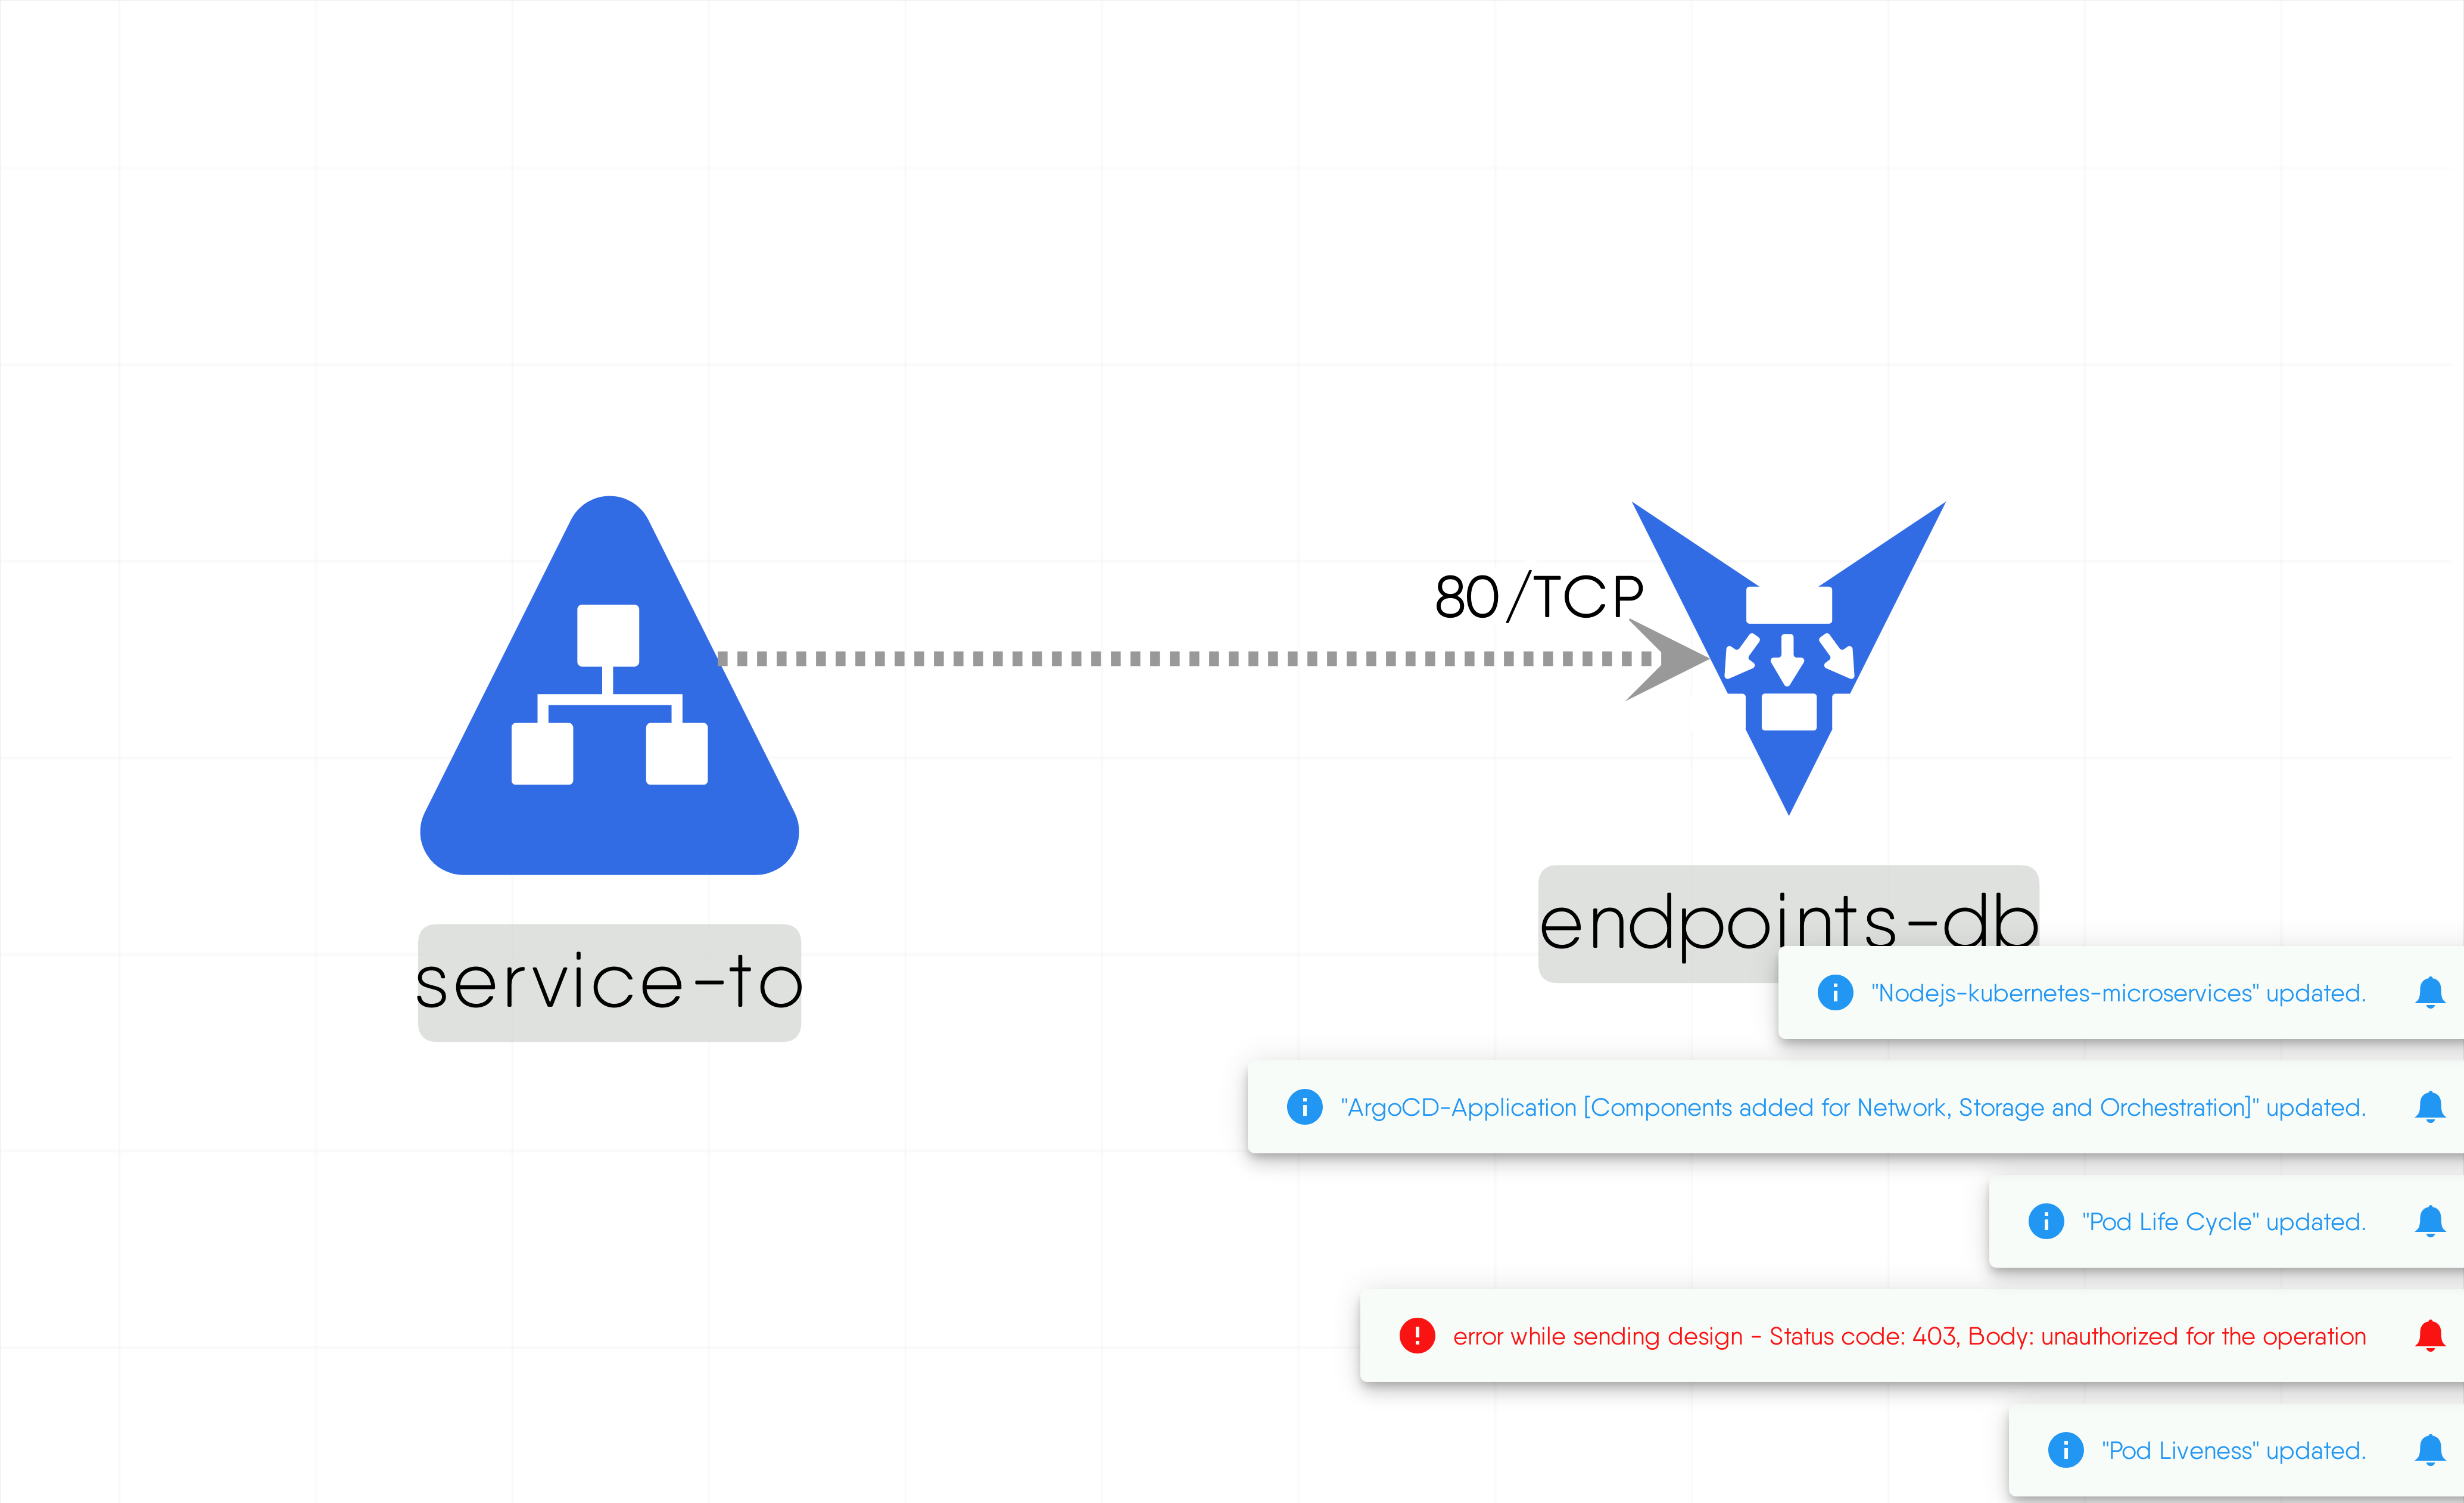 80/TCP
service-to
endpoints-db
"Nodejs-kubernetes-microservices" updated.
"ArgoCD-Application [Components added for Network, Storage and Orchestration]" updated.
"Pod Life Cycle" updated.
error while sending design - Status code: 403, Body: unauthorized for the operation
"Pod Liveness" updated.